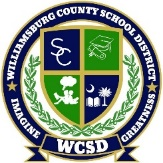 WILLIAMSBURG COUNTY SCHOOL DISTRICT
SC
IMAGINE
WCSD
GREATNESS